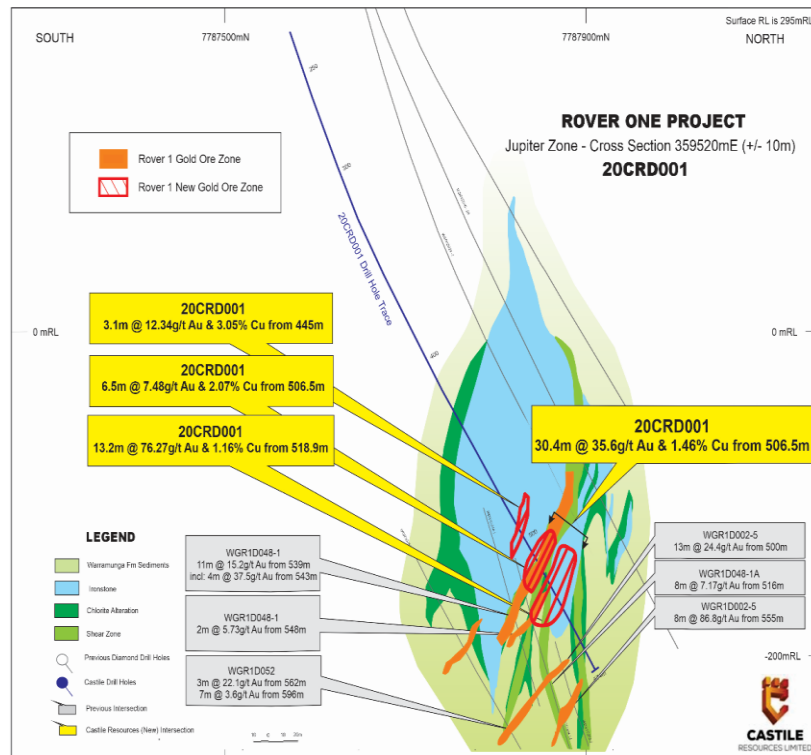 Surface RL is 295mRL
SOUTH
7787500mN
7787900mN
NORTH
ROVER ONE PROJECT
Jupiter Zone - Cross Section 359520mE (+/- 10m)
20CRD001
Rover 1 Gold Ore Zone
Rover 1 New Gold Ore Zone
20CRD001 Drill Hole Trace
400
0 mRL
0 mRL
20CRD001
3.1m @ 12.34g/t Au & 3.05% Cu from 445m
20CRD001
6.5m @ 7.48g/t Au & 2.07% Cu from 506.5m
20CRD001
13.2m @ 76.27g/t Au & 1.16% Cu from 518.9m
20CRD001
30.4m @ 35.6g/t Au & 1.46% Cu from 506.5m
LEGEND
Warramunga Fm Sediments
Ironstone
Chlorite Alteration
Shear Zone
Previous Diamond Drill Holes
Castile Drill Holes
Previous Intersection
Castile Resources (New) Intersection
WGR1D048-1
11m @ 15.2g/t Au from 539m
incl: 4m @ 37.5g/t Au from 543m
WGR1D048-1
2m @ 5.73g/t Au from 548m
WGR1D052
3m @ 22.1g/t Au from 562m
7m @ 3.6g/t Au from 596m
WGR1D002-5
13m @ 24.4g/t Au from 500m
WGR1D048-1A
8m @ 7.17g/t Au from 516m
WGR1D002-5
8m @ 86.8g/t Au from 555m
-200mRL
CASTILE
RESOURCES LIMITED